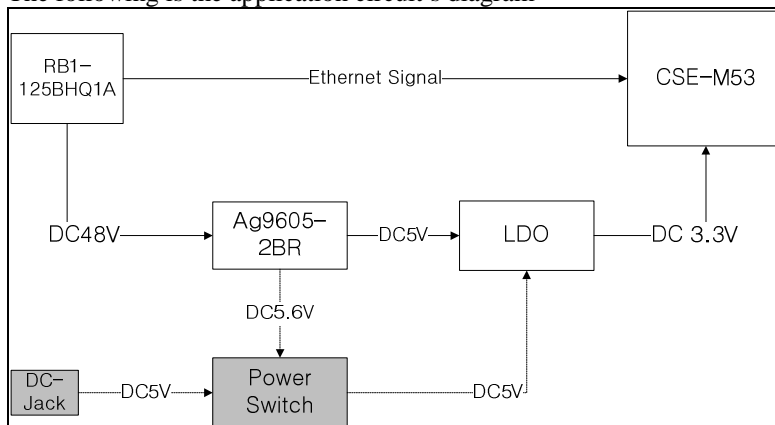 The following is the application circuit's diagram
RB1-
125BHQ1A
Ethernet Signal
CSE-M53
DC48V
Ag9605-
2BR
DC5V
LDO
DC 3.3V
DC5.6V
DC-
Jack
DC5V
Power
Switch
DC5V